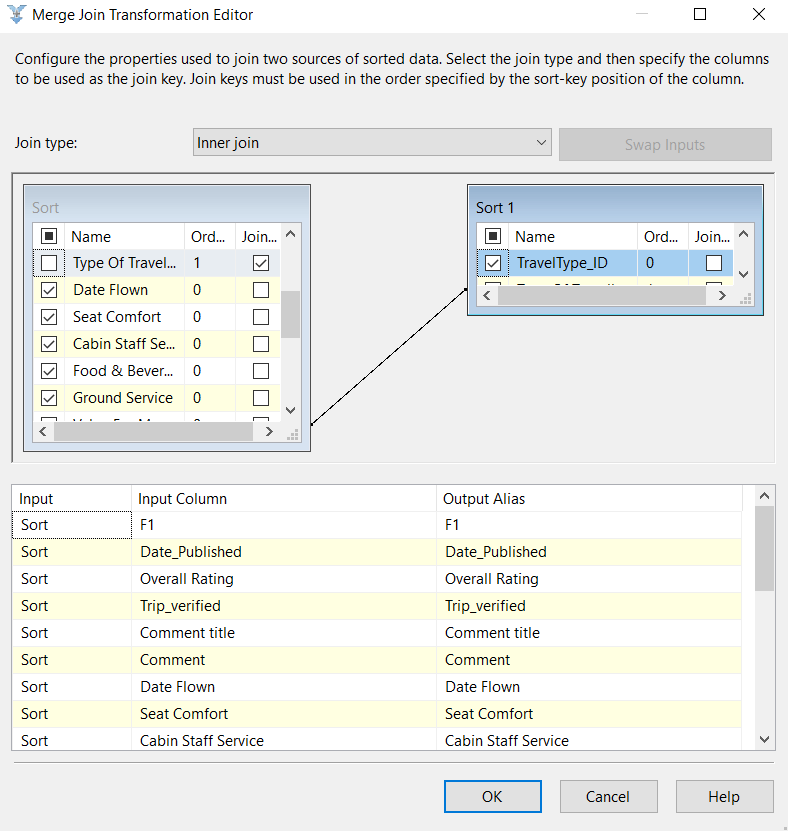 Merge Join Transformation Editor
Configure the properties used to join two sources of sorted data. Select the join type and then specify the columns
to be used as the join key. Join keys must be used in the order specified by the sort-key position of the column.
Join type: Inner join Swap Inputs
Sort
Name Ord... Join...
Type Of Travel... 1
Date Flown 0
Seat Comfort 0
Cabin Staff Se... 0
Food & Bever... 0
Ground Service 0
Sort 1
Name Ord... Join...
TravelType_ID 0
Input Input Column Output Alias
Sort F1 F1
Sort Date_Published Date_Published
Sort Overall Rating Overall Rating
Sort Trip_verified Trip_verified
Sort Comment title Comment title
Sort Comment Comment
Sort Date Flown Date Flown
Sort Seat Comfort Seat Comfort
Sort Cabin Staff Service Cabin Staff Service
OK Cancel Help